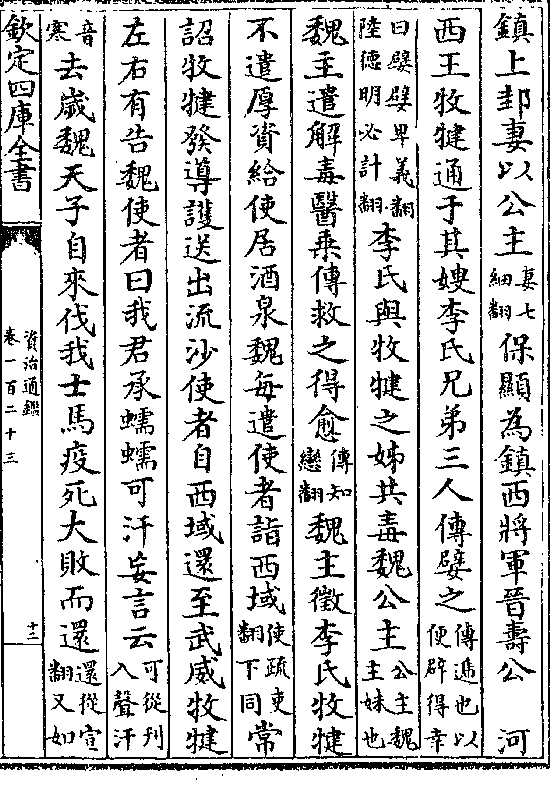 鎮上邽妻以公主妻七細翻保顯為鎮西將軍晉壽公　河
西王牧犍通于其嫂李氏兄弟三人傳嬖之傳遞也以便辟得幸
曰嬖嬖卑義翻陸德明必計翻李氏與牧犍之姊共毒魏公主公主魏主妹也
魏主遣解毒醫乗傳救之得愈傳知戀翻魏主徵李氏牧犍
不遣厚資給使居酒泉魏每遣使者詣西域使疏吏翻下同常
詔牧犍發導護送出流沙使者自西域還至武威牧犍
左右有告魏使者曰我君承蠕蠕可汗妄言云可從刋入聲汗
音寒去歲魏天子自來伐我士馬疫死大敗而還還從宣翻又如
欽定四庫全書
資治通鑑
卷一百二十三
十三